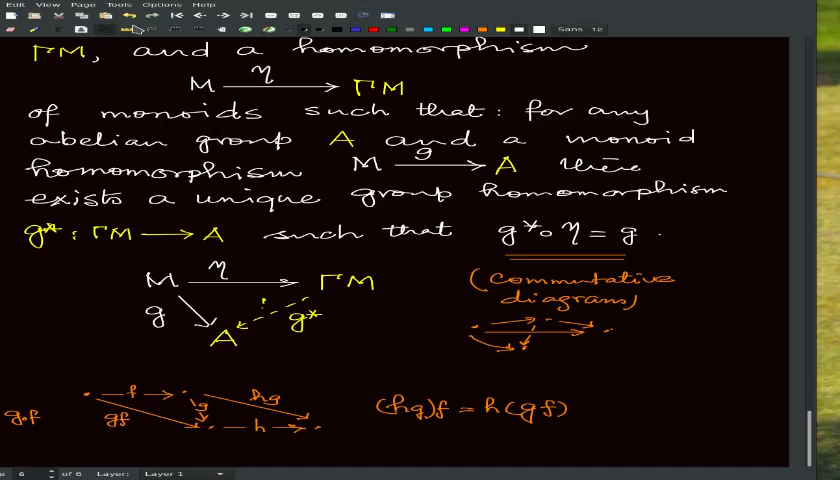 Edit View Page Tools Options Help
Sans 12
ΓM, and a homomorphism
M η ΓM
of monoids such that: for any
abelian group A and a monoid
homomorphism M g A there
exists a unique group homomorphism
g* : ΓM → A such that g*∘η = g.
M η ΓM
g ! g*
A
(commutative
diagrams)
f hg
g∘f gf g h
(hg)f = h(gf)
6 of 6 Layer: Layer 1